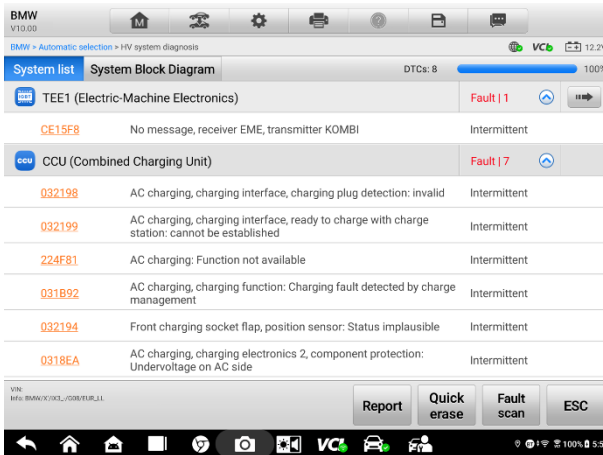 BMW
V10.00
M
BMW > Automatic selection > HV system diagnosis
VCI 12.2V
System list System Block Diagram DTCs: 8 100%
TEE1 (Electric-Machine Electronics) Fault | 1
CE15F8 No message, receiver EME, transmitter KOMBI Intermittent
CCU CCU (Combined Charging Unit) Fault | 7
032198 AC charging, charging interface, charging plug detection: invalid Intermittent
032199 AC charging, charging interface, ready to charge with charge station: cannot be established Intermittent
224F81 AC charging: Function not available Intermittent
031B92 AC charging, charging function: Charging fault detected by charge management Intermittent
032194 Front charging socket flap, position sensor: Status implausible Intermittent
0318EA AC charging, charging electronics 2, component protection: Undervoltage on AC side Intermittent
VIN:
Report Quick erase Fault scan ESC
VCI 100% 5:5